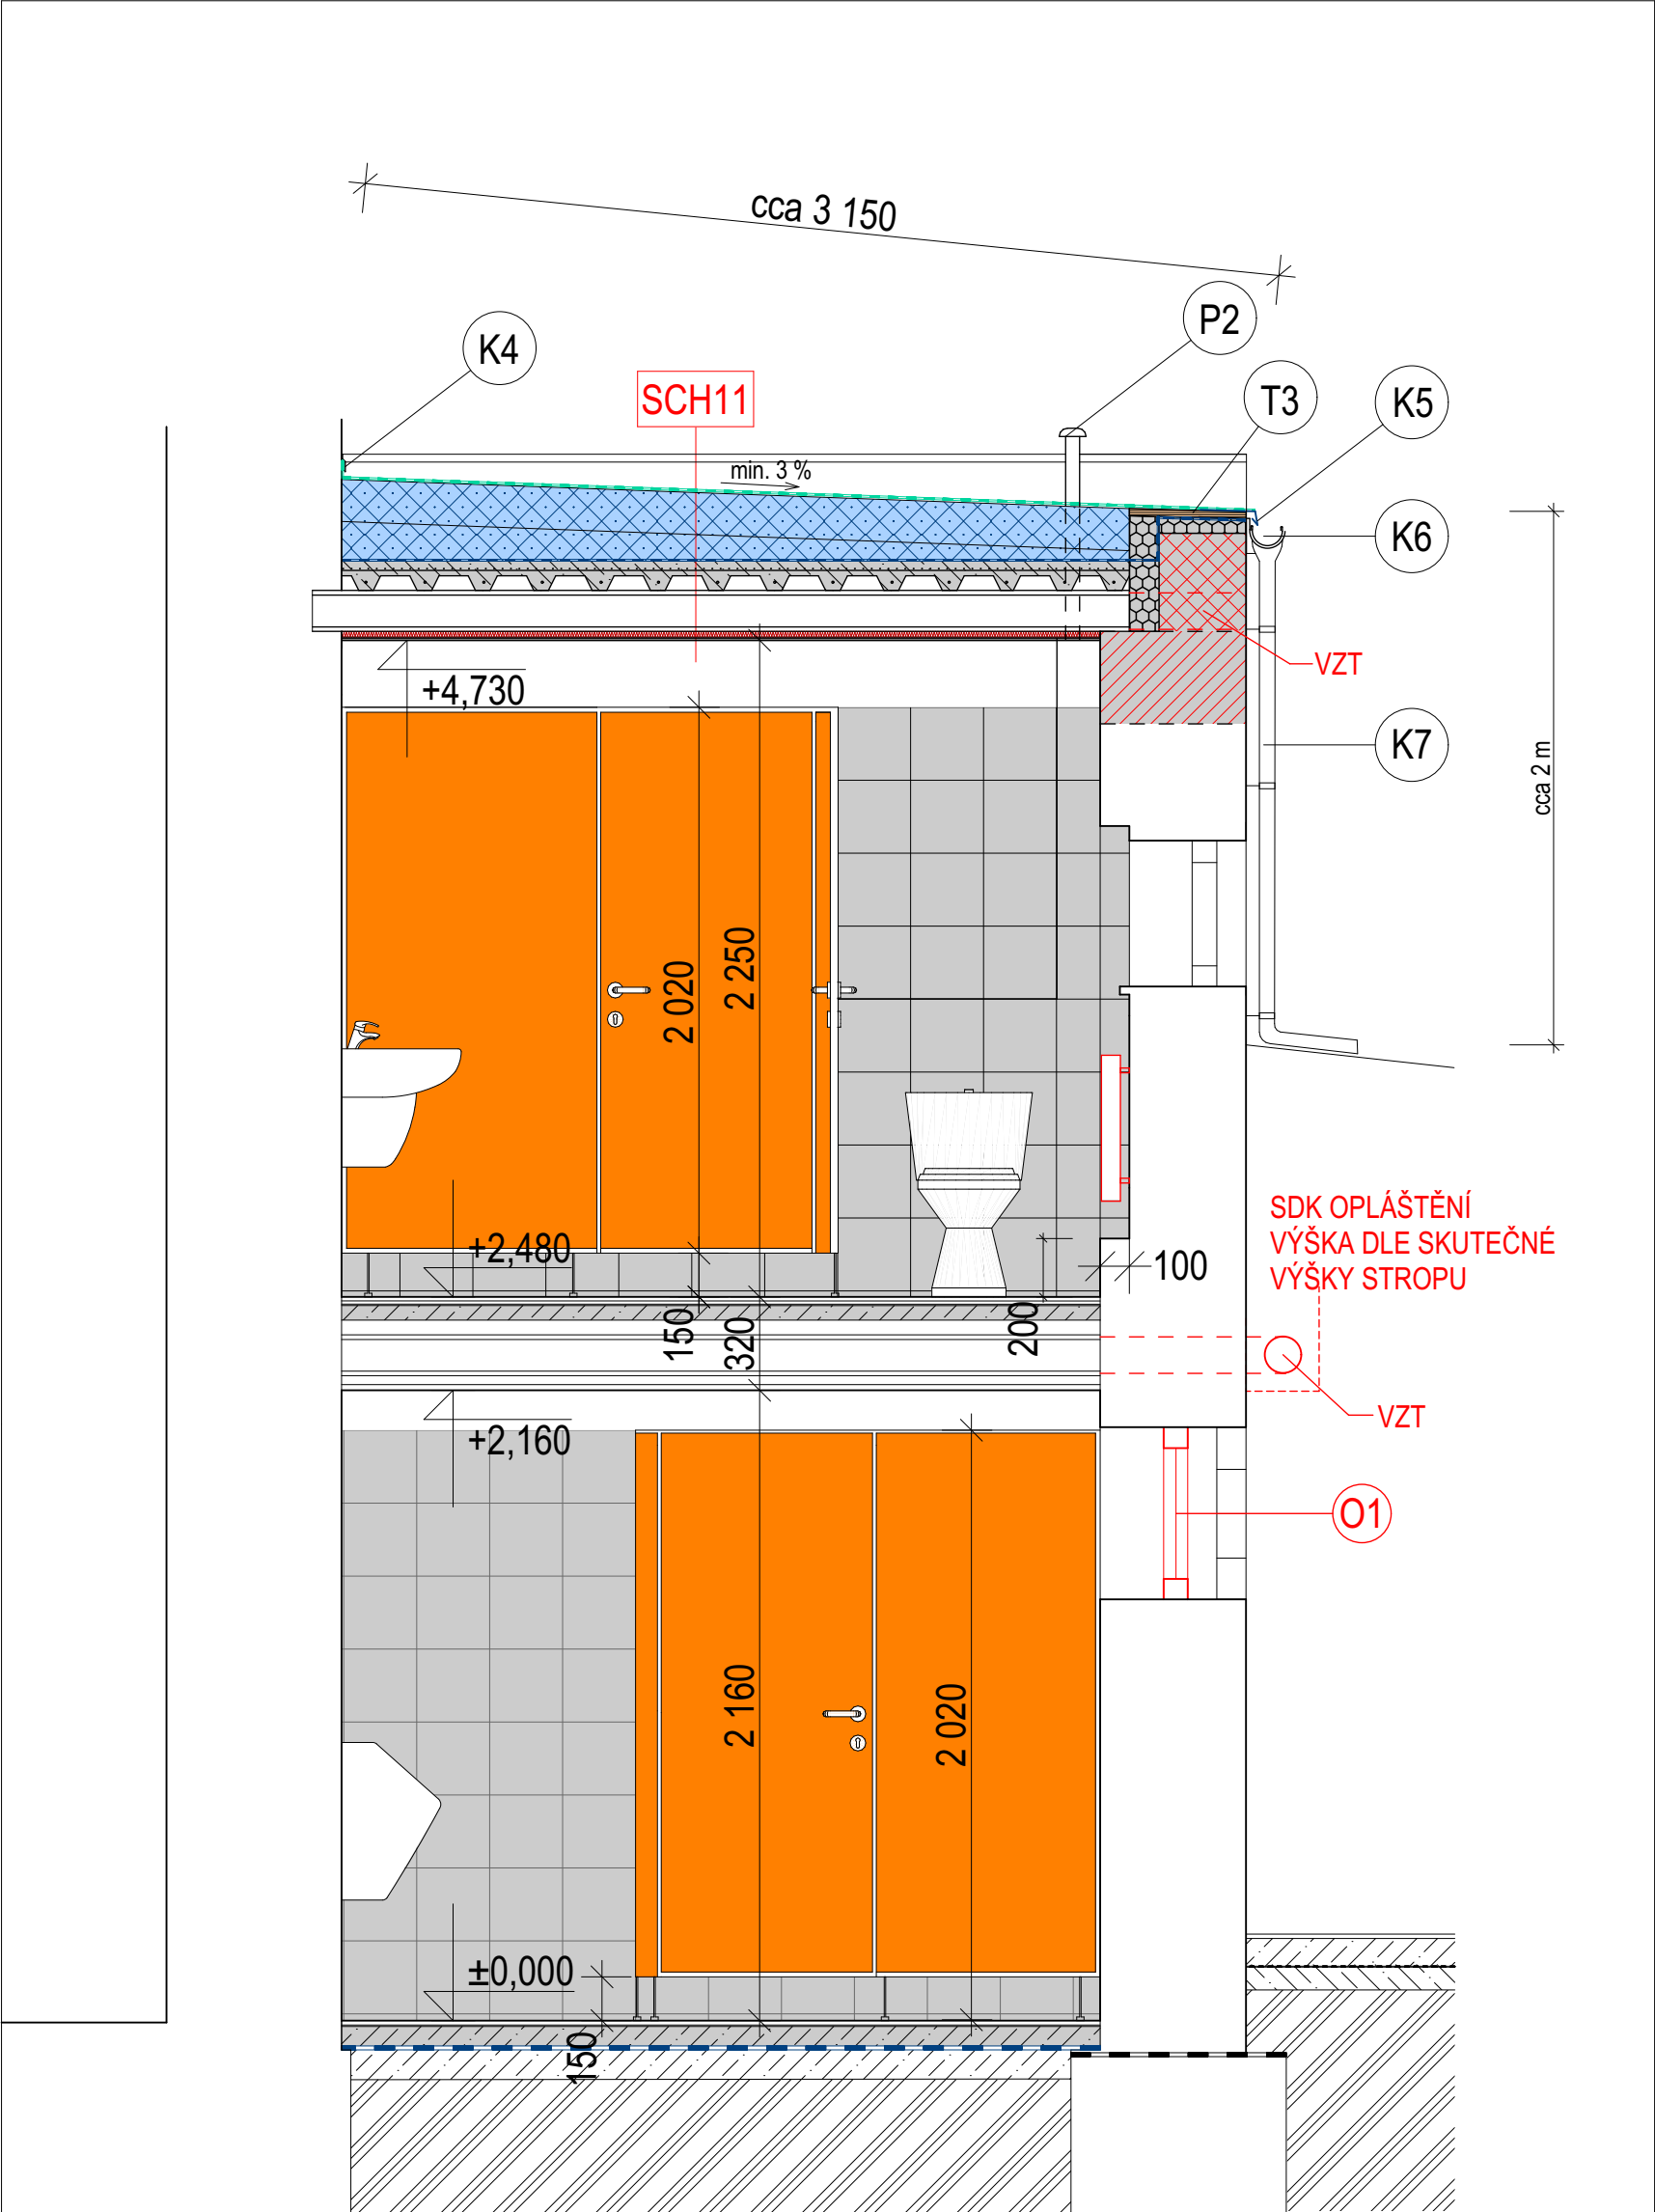 cca 3 150
P2
K4
SCH11
T3
K5
min. 3 %
K6
VZT
+4,730
K7
cca 2 m
2 250
2 020
SDK OPLÁŠTĚNÍ
VÝŠKA DLE SKUTEČNÉ
VÝŠKY STROPU
+2,480
100
150
320
200
VZT
+2,160
O1
2 160
2 020
±0,000
150